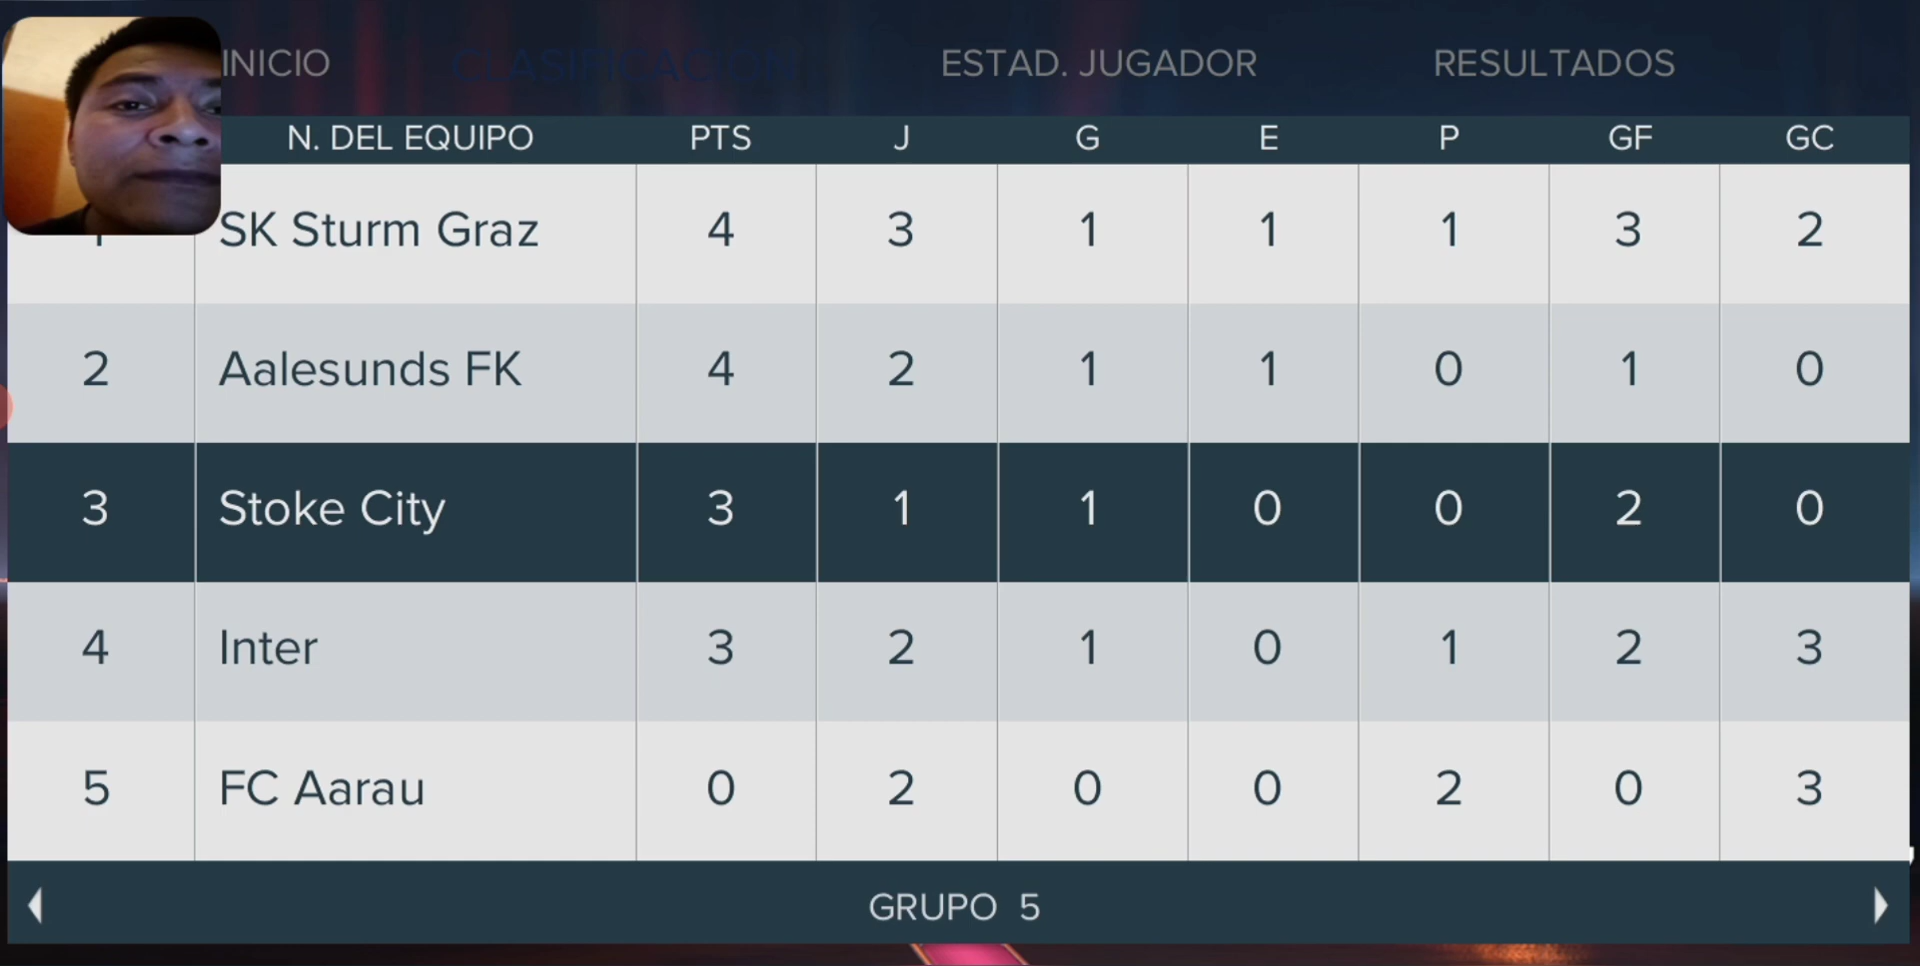 INICIO CLASIFICACIÓN ESTAD. JUGADOR RESULTADOS
N. DEL EQUIPO PTS J G E P GF GC
1 SK Sturm Graz 4 3 1 1 1 3 2
2 Aalesunds FK 4 2 1 1 0 1 0
3 Stoke City 3 1 1 0 0 2 0
4 Inter 3 2 1 0 1 2 3
5 FC Aarau 0 2 0 0 2 0 3
GRUPO 5